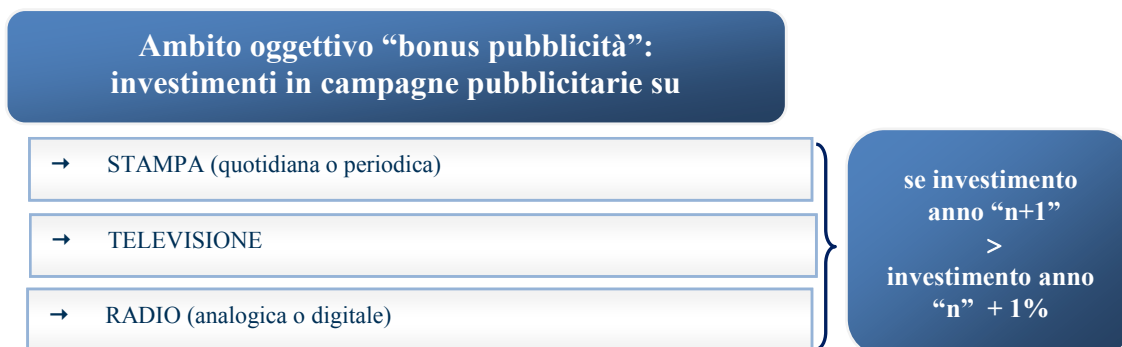 Ambito oggettivo “bonus pubblicità”:
investimenti in campagne pubblicitarie su
→ STAMPA (quotidiana o periodica)
→ TELEVISIONE
→ RADIO (analogica o digitale)
se investimento
anno “n+1”
>
investimento anno
“n” + 1%